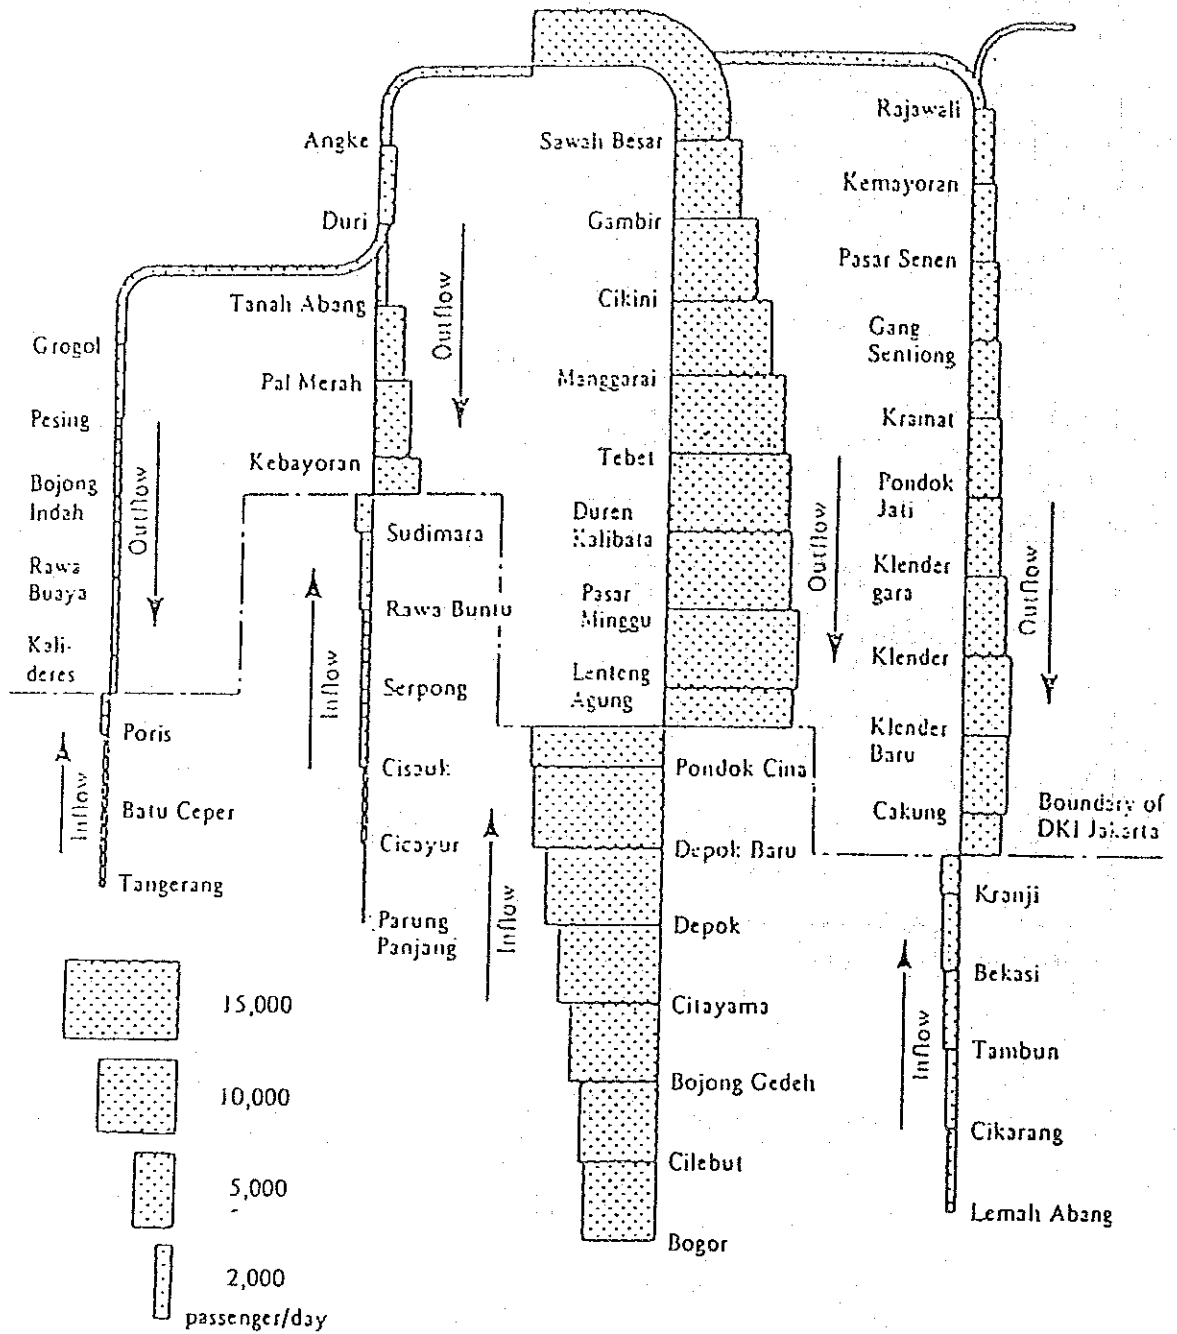 Angke
Duri
Tanah Abang
Pal Merah
Kebayoran
Outflow
Grogol
Pesing
Bojong
Indah
Rawa
Buaya
Kali-
deres
Outflow
Poris
Batu Ceper
Tangerang
Inflow
Sudimara
Rawa Buntu
Serpong
Cisauk
Cicayur
Parung
Panjang
Inflow
Sawah Besar
Gambir
Cikini
Manggarai
Tebet
Duren
Kalibata
Pasar
Minggu
Lenteng
Agung
Outflow
Pondok Cina
Depok Baru
Depok
Citayama
Bojong Gedeh
Cilebut
Bogor
Inflow
Rajawali
Kemayoran
Pasar Senen
Gang
Sentiong
Kramat
Pondok
Jati
Klender
gara
Klender
Klender
Baru
Cakung
Outflow
Boundary of
DKI Jakarta
Kranji
Bekasi
Tambun
Cikarang
Lemah Abang
Inflow
15,000
10,000
5,000
2,000
passenger/day